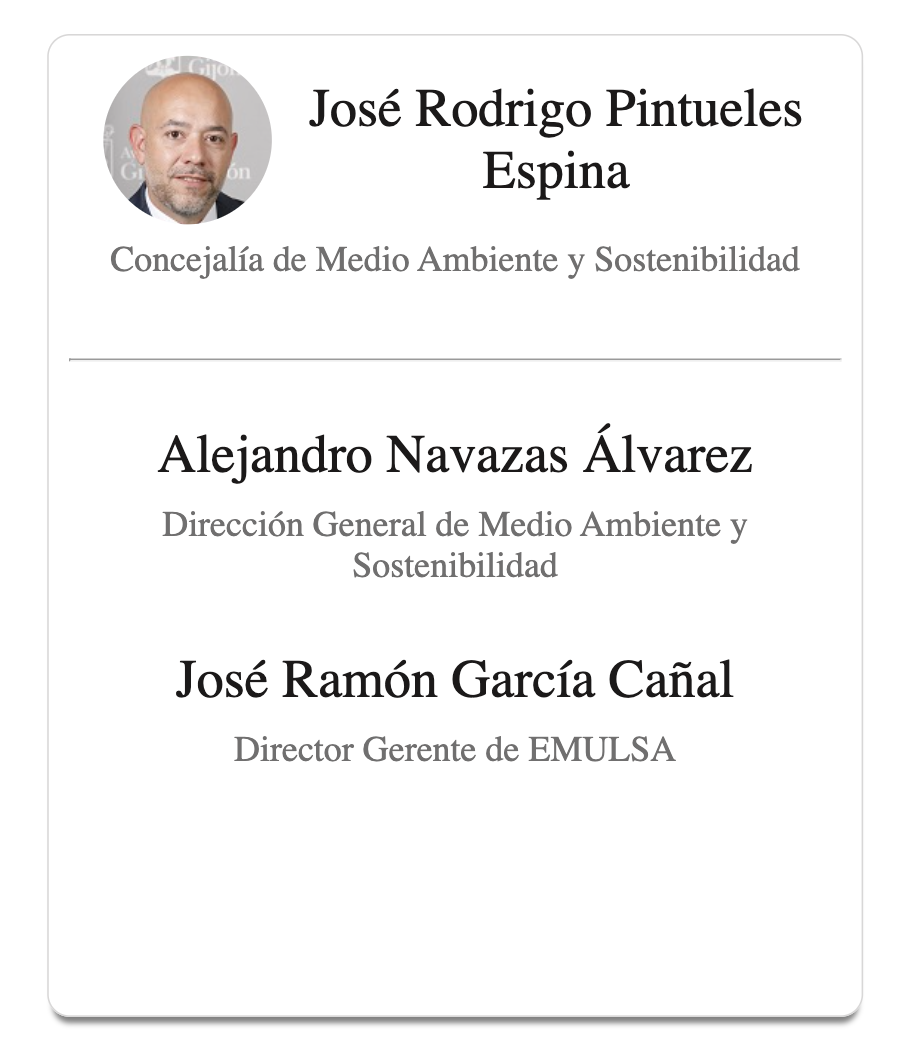 José Rodrigo Pintueles
Espina
Concejalía de Medio Ambiente y Sostenibilidad
Alejandro Navazas Álvarez
Dirección General de Medio Ambiente y
Sostenibilidad
José Ramón García Cañal
Director Gerente de EMULSA